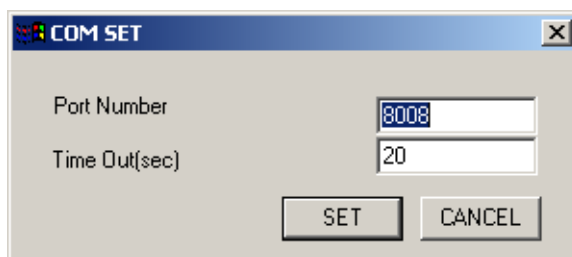 COM SET
Port Number 8008
Time Out(sec) 20
SET CANCEL